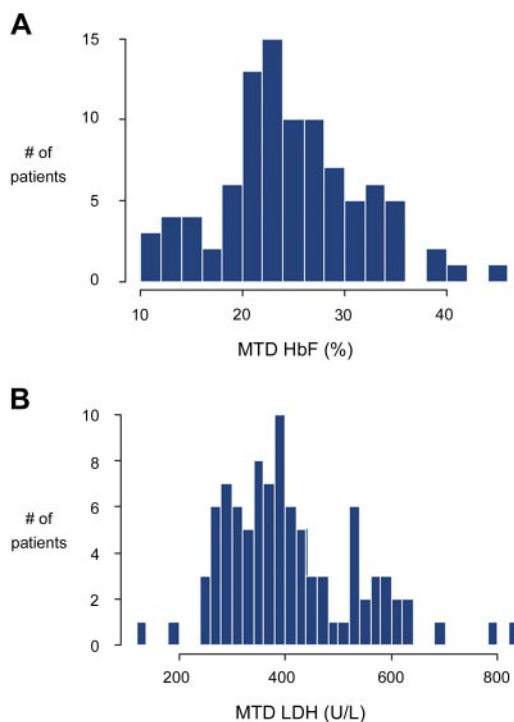 A
15
10
5
0
# of
patients
10 20 30 40
MTD HbF (%)
B
10
8
6
4
2
0
# of
patients
200 400 600 800
MTD LDH (U/L)